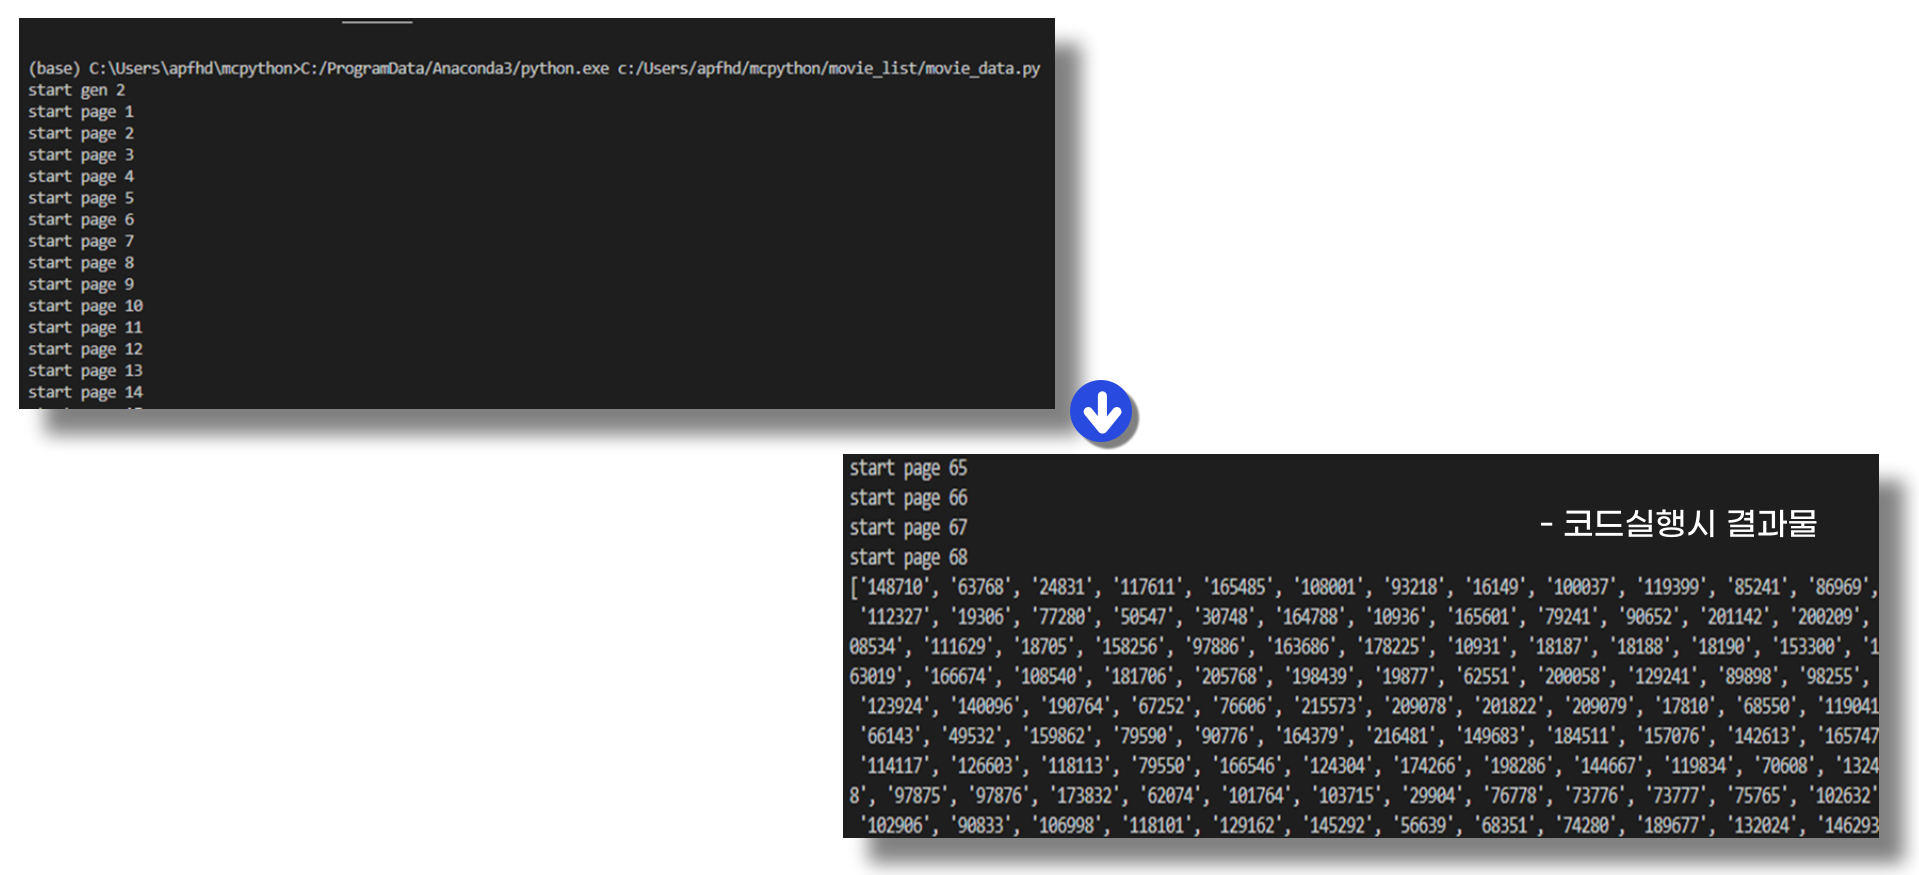 (base) C:\Users\apfhd\mcpython>C:/ProgramData/Anaconda3/python.exe c:/Users/apfhd/mcpython/movie_list/movie_data.py
start gen 2
start page 1
start page 2
start page 3
start page 4
start page 5
start page 6
start page 7
start page 8
start page 9
start page 10
start page 11
start page 12
start page 13
start page 14
start page 65
start page 66
start page 67
- 코드실행시 결과물
start page 68
['148710', '63768', '24831', '117611', '165485', '108001', '93218', '16149', '100037', '119399', '85241', '86969',
'112327', '19306', '77280', '50547', '30748', '164788', '10936', '165601', '79241', '90652', '201142', '200209',
08534', '111629', '18705', '158256', '97886', '163686', '178225', '10931', '18187', '18188', '18190', '153300', '1
63019', '166674', '108540', '181706', '205768', '198439', '19877', '62551', '200058', '129241', '89898', '98255',
'123924', '140096', '190764', '67252', '76606', '215573', '209078', '201822', '209079', '17810', '68550', '119041
'66143', '49532', '159862', '79590', '90776', '164379', '216481', '149683', '184511', '157076', '142613', '165747
'114117', '126603', '118113', '79550', '166546', '124304', '174266', '198286', '144667', '119834', '70608', '1324
8', '97875', '97876', '173832', '62074', '101764', '103715', '29904', '76778', '73776', '73777', '75765', '102632'
'102906', '90833', '106998', '118101', '129162', '145292', '56639', '68351', '74280', '189677', '132024', '146293